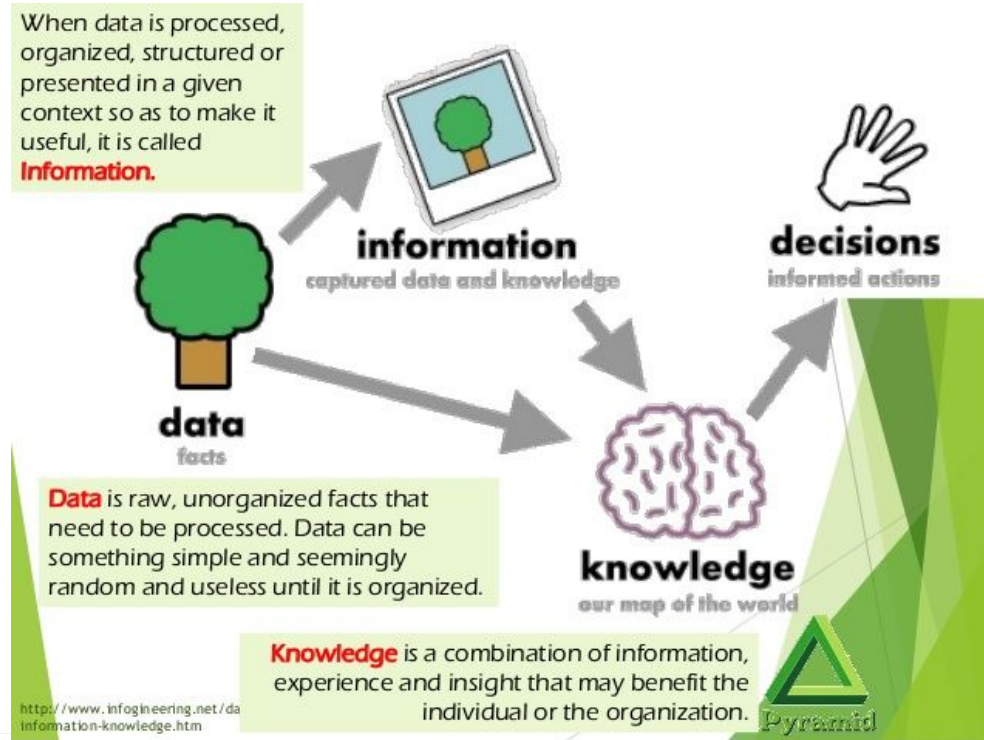 When data is processed,
organized, structured or
presented in a given
context so as to make it
useful, it is called
Information.
information
captured data and knowledge
decisions
informed actions
data
facts
Data is raw, unorganized facts that
need to be processed. Data can be
something simple and seemingly
random and useless until it is organized.
knowledge
our map of the world
Knowledge is a combination of information,
experience and insight that may benefit the
individual or the organization.
http://www.infogineering.net/da
information-knowledge.htm
Pyramid